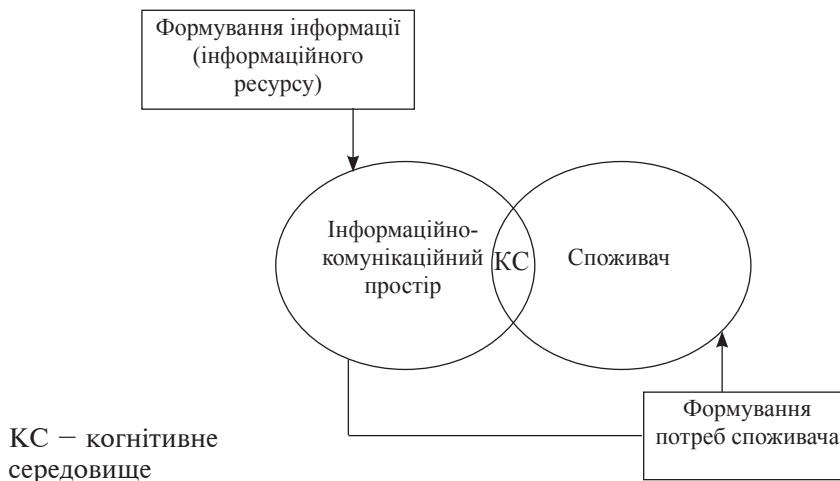 Формування інформації
(інформаційного
ресурсу)
Інформаційно-
комунікаційний
простір
КС
Споживач
Формування
потреб споживача
КС – когнітивне
середовище